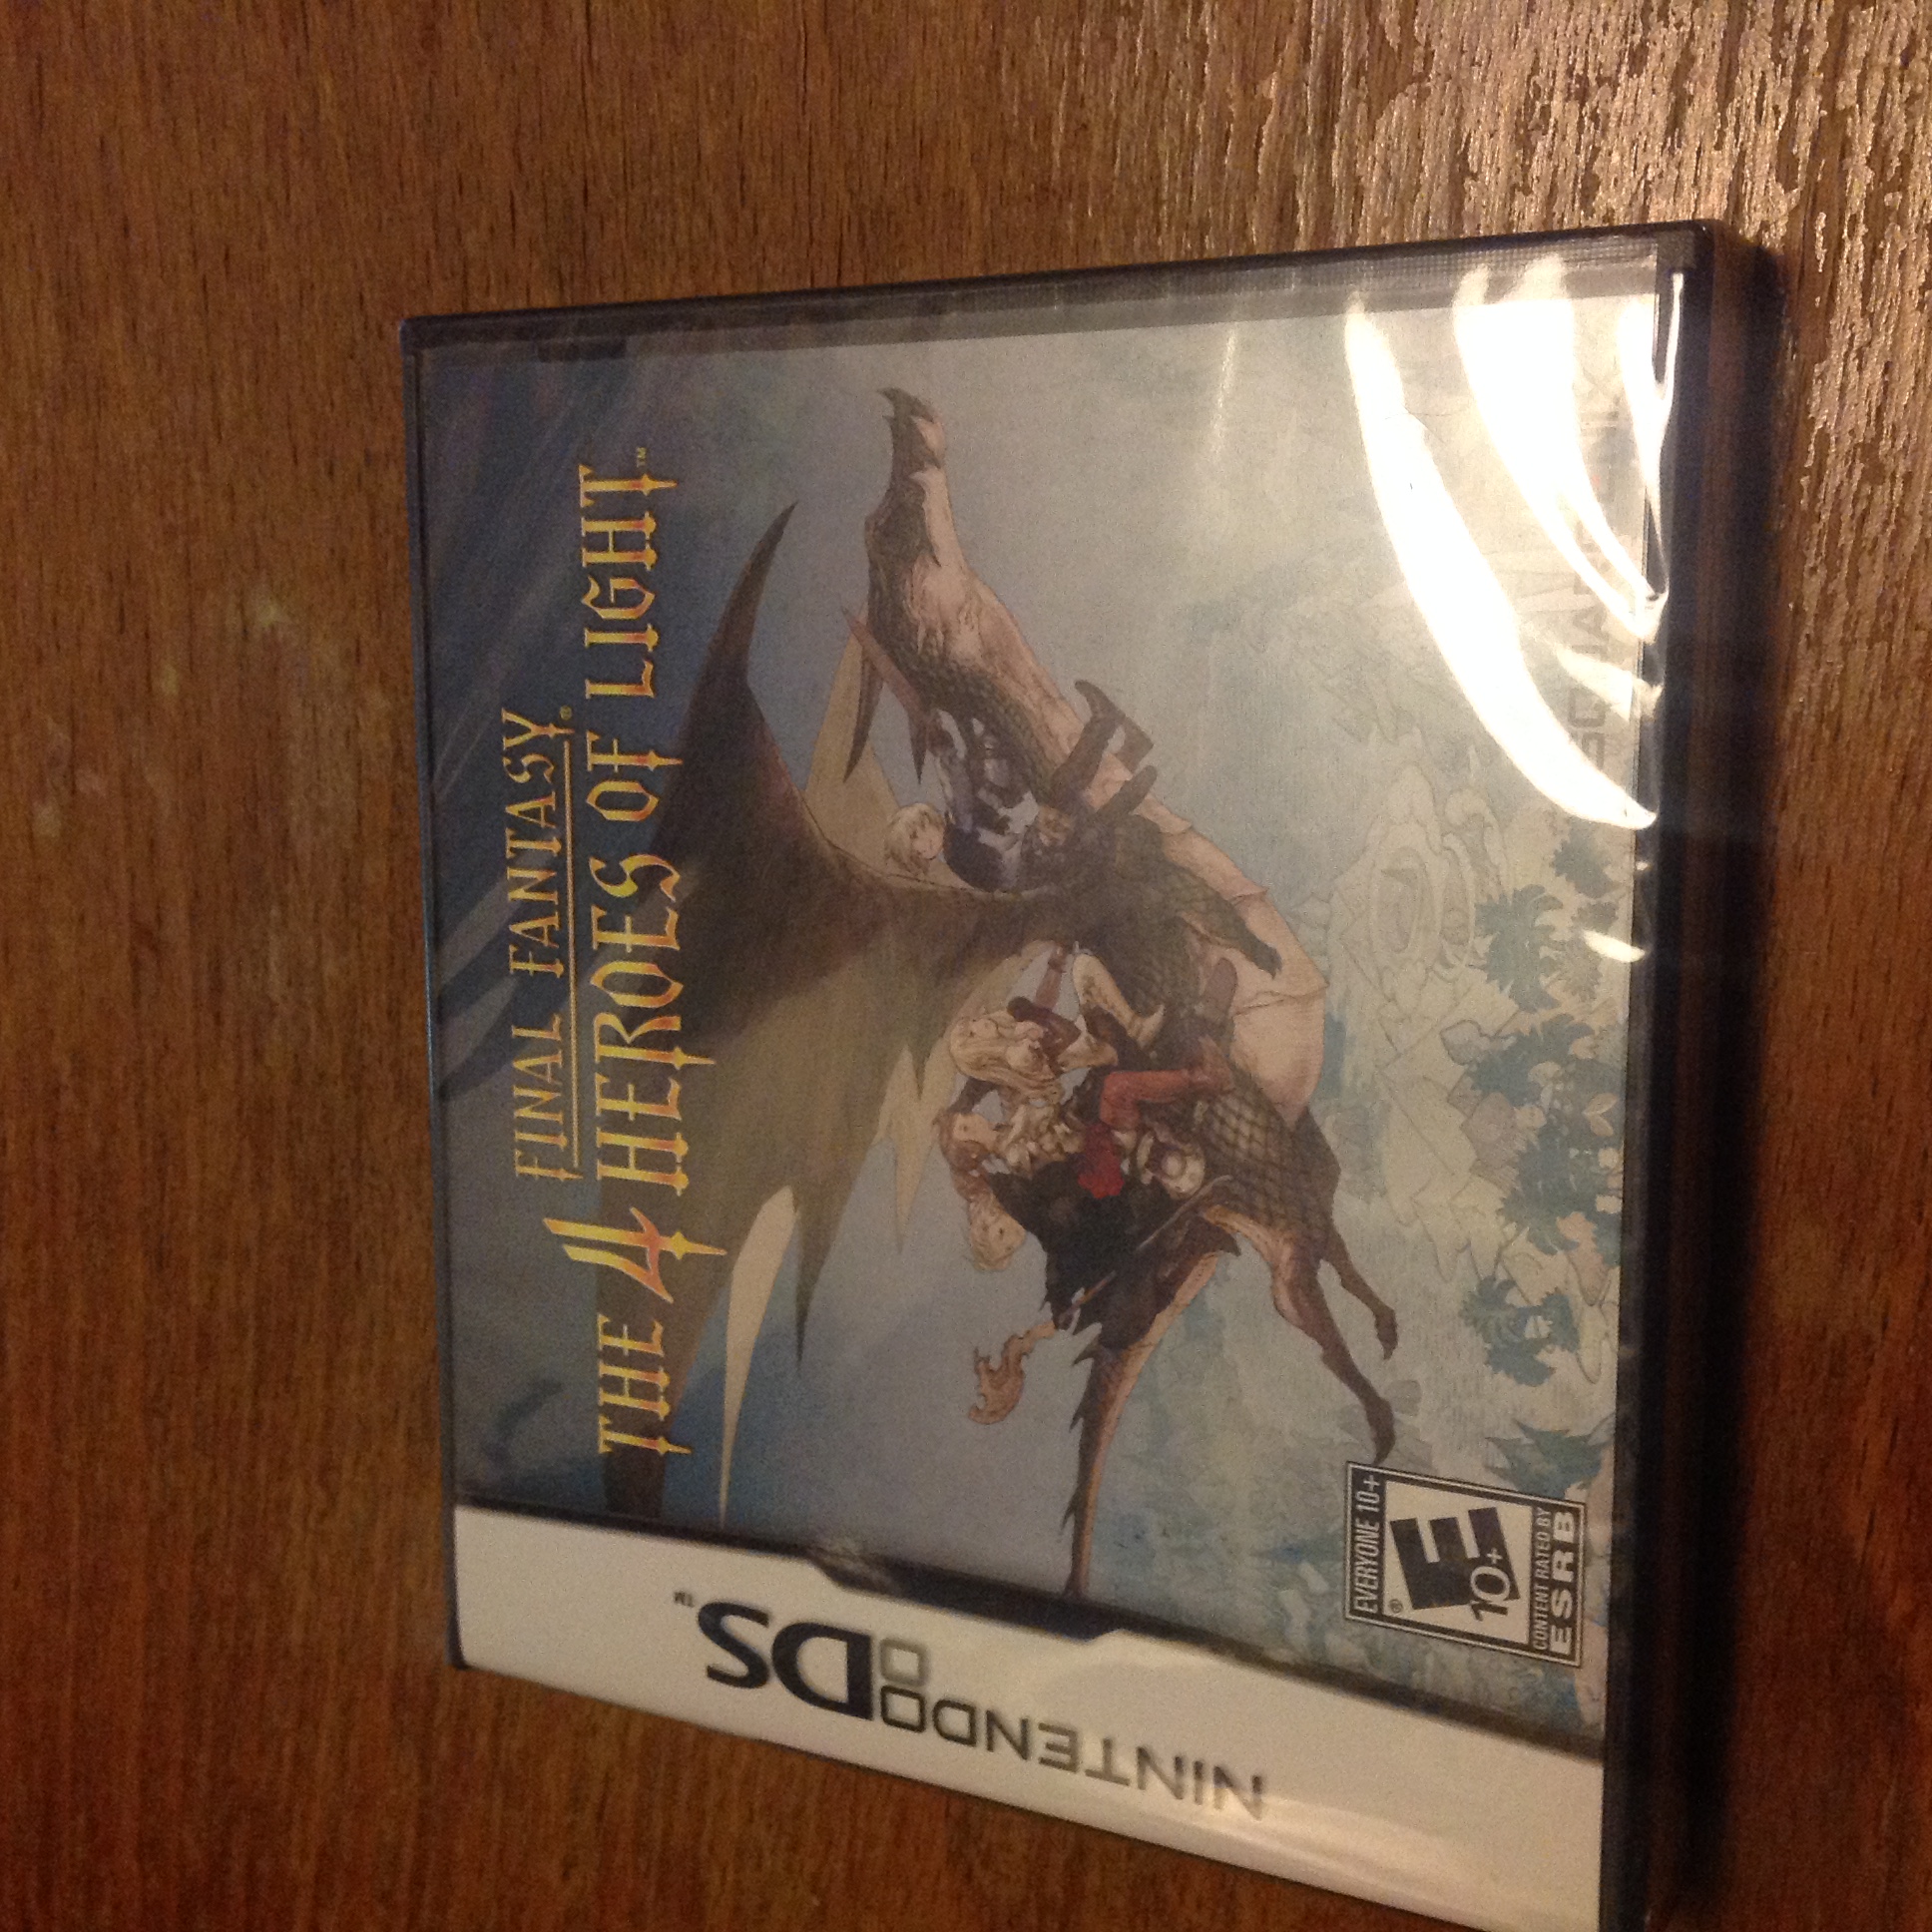 FINAL FANTASY®
THE 4 HEROES OF LIGHT™
NINTENDO DS™
EVERYONE 10+
E
10+
®
CONTENT RATED BY
ESRB